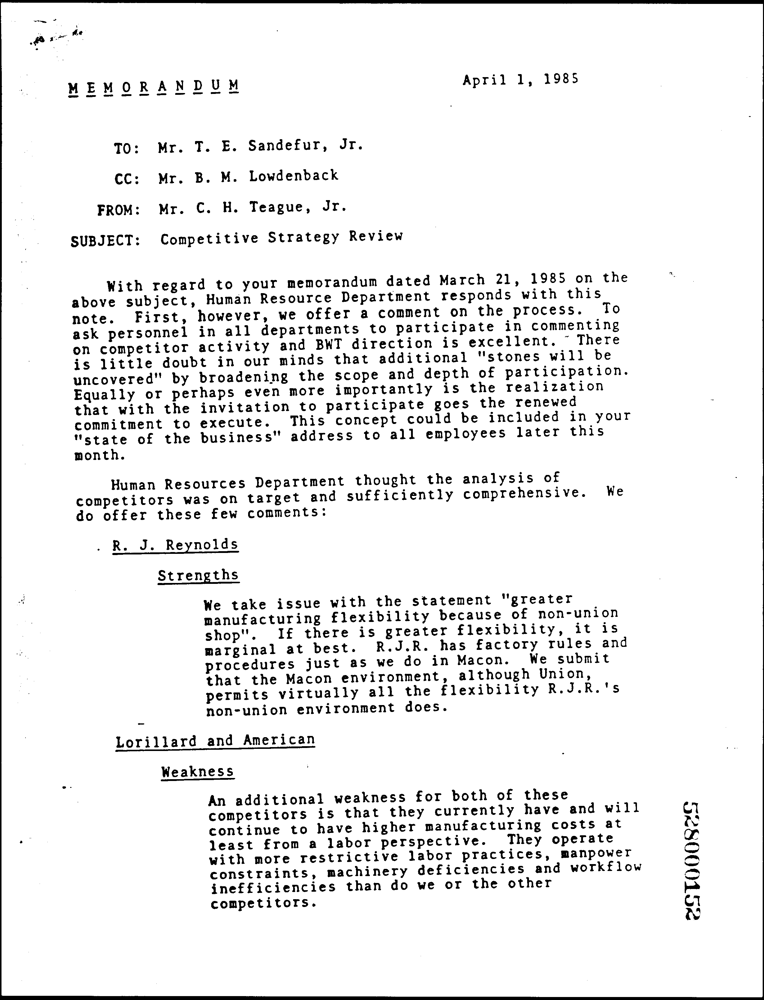 MEMORANDUM
April 1, 1985
TO: Mr. T. E. Sandefur, Jr.
CC: Mr. B. M. Lowdenback
FROM: Mr. C. H. Teague, Jr.
SUBJECT: Competitive Strategy Review
With regard to your memorandum dated March 21, 1985 on the
above subject, Human Resource Department responds with this
note. First, however, we offer a comment on the process. To
ask personnel in all departments to participate in commenting
on competitor activity and BWT direction is excellent. There
is little doubt in our minds that additional "stones will be
uncovered" by broadening the scope and depth of participation.
Equally or perhaps even more importantly is the realization
that with the invitation to participate goes the renewed
commitment to execute. This concept could be included in your
"state of the business" address to all employees later this
month.
Human Resources Department thought the analysis of
competitors was on target and sufficiently comprehensive. We
do offer these few comments:
R. J. Reynolds
Strengths
We take issue with the statement "greater
manufacturing flexibility because of non-union
shop". If there is greater flexibility, it is
marginal at best. R.J.R. has factory rules and
procedures just as we do in Macon. We submit
that the Macon environment, although Union,
permits virtually all the flexibility R.J.R.'s
non-union environment does.
Lorillard and American
Weakness
An additional weakness for both of these
competitors is that they currently have and will
continue to have higher manufacturing costs at
least from a labor perspective. They operate
with more restrictive labor practices, manpower
constraints, machinery deficiencies and workflow
inefficiencies than do we or the other
competitors.
528000152